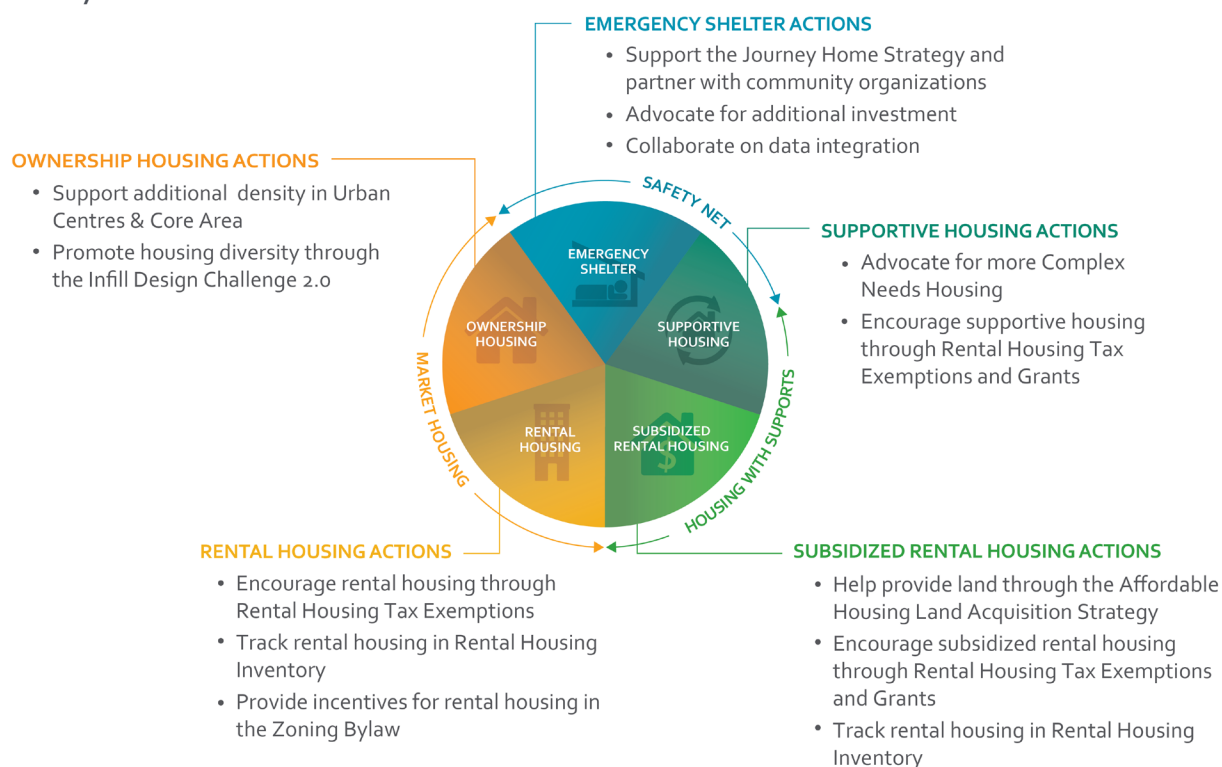 EMERGENCY SHELTER ACTIONS
• Support the Journey Home Strategy and
partner with community organizations
• Advocate for additional investment
• Collaborate on data integration
OWNERSHIP HOUSING ACTIONS
• Support additional density in Urban
Centres & Core Area
• Promote housing diversity through
the Infill Design Challenge 2.0
SUPPORTIVE HOUSING ACTIONS
• Advocate for more Complex
Needs Housing
• Encourage supportive housing
through Rental Housing Tax
Exemptions and Grants
SAFETY NET
MARKET HOUSING
HOUSING WITH SUPPORTS
EMERGENCY
SHELTER
OWNERSHIP
HOUSING
SUPPORTIVE
HOUSING
RENTAL
HOUSING
SUBSIDIZED
RENTAL HOUSING
$
RENTAL HOUSING ACTIONS
• Encourage rental housing through
Rental Housing Tax Exemptions
• Track rental housing in Rental Housing
Inventory
• Provide incentives for rental housing in
the Zoning Bylaw
SUBSIDIZED RENTAL HOUSING ACTIONS
• Help provide land through the Affordable
Housing Land Acquisition Strategy
• Encourage subsidized rental housing
through Rental Housing Tax Exemptions
and Grants
• Track rental housing in Rental Housing
Inventory